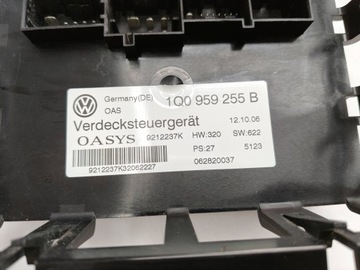 Germany(DE) 1Q0 959 255 B
OAS
Verdecksteuergerät 12.10.06
OASYS 9212237K HW:320 SW:622
PS:27 5123
9212237K32062227 062820037